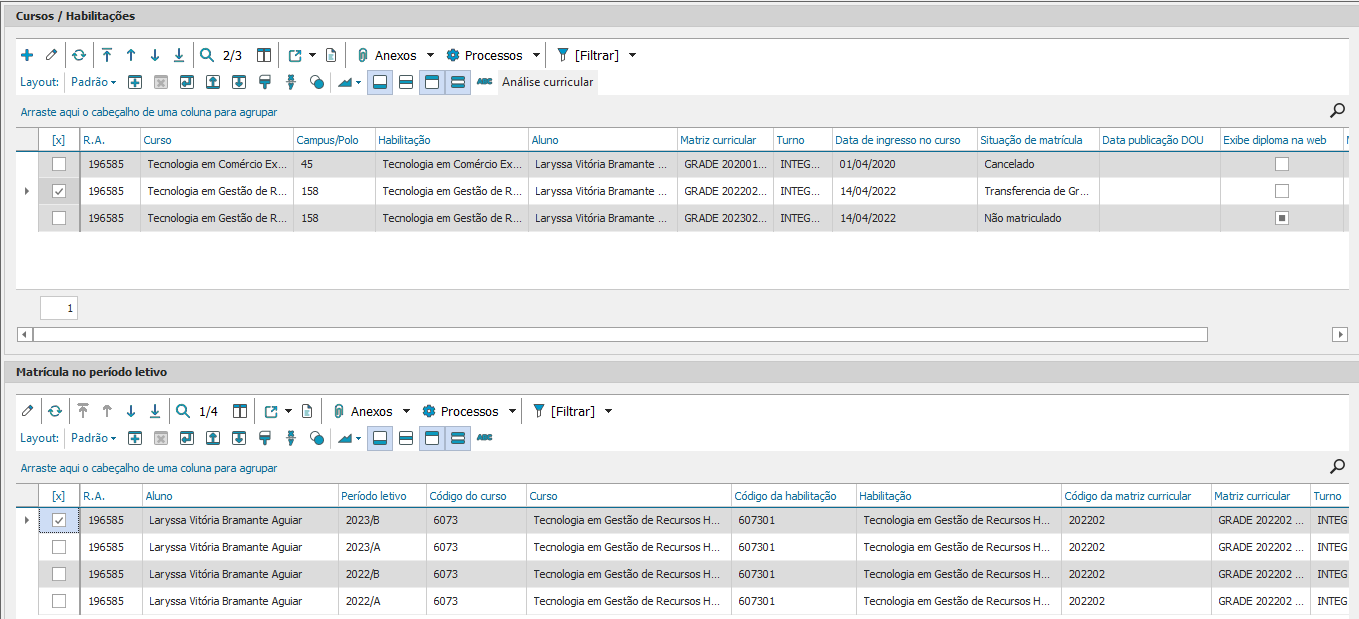 Cursos / Habilitações
2/3 Anexos Processos [Filtrar]
Layout: Padrão ABC Análise curricular
Arraste aqui o cabeçalho de uma coluna para agrupar
[x] R.A. Curso Campus/Polo Habilitação Aluno Matriz curricular Turno Data de ingresso no curso Situação de matrícula Data publicação DOU Exibe diploma na web
196585 Tecnologia em Comércio Ex... 45 Tecnologia em Comércio Ex... Laryssa Vitória Bramante ... GRADE 202001... INTEG... 01/04/2020 Cancelado
196585 Tecnologia em Gestão de R... 158 Tecnologia em Gestão de R... Laryssa Vitória Bramante ... GRADE 202202... INTEG... 14/04/2022 Transferencia de Gr...
196585 Tecnologia em Gestão de R... 158 Tecnologia em Gestão de R... Laryssa Vitória Bramante ... GRADE 202302... INTEG... 14/04/2022 Não matriculado
1
Matrícula no período letivo
1/4 Anexos Processos [Filtrar]
Layout: Padrão ABC
Arraste aqui o cabeçalho de uma coluna para agrupar
[x] R.A. Aluno Período letivo Código do curso Curso Código da habilitação Habilitação Código da matriz curricular Matriz curricular Turno
196585 Laryssa Vitória Bramante Aguiar 2023/B 6073 Tecnologia em Gestão de Recursos H... 607301 Tecnologia em Gestão de Recursos H... 202202 GRADE 202202 ... INTEG
196585 Laryssa Vitória Bramante Aguiar 2023/A 6073 Tecnologia em Gestão de Recursos H... 607301 Tecnologia em Gestão de Recursos H... 202202 GRADE 202202 ... INTEG
196585 Laryssa Vitória Bramante Aguiar 2022/B 6073 Tecnologia em Gestão de Recursos H... 607301 Tecnologia em Gestão de Recursos H... 202202 GRADE 202202 ... INTEG
196585 Laryssa Vitória Bramante Aguiar 2022/A 6073 Tecnologia em Gestão de Recursos H... 607301 Tecnologia em Gestão de Recursos H... 202202 GRADE 202202 ... INTEG